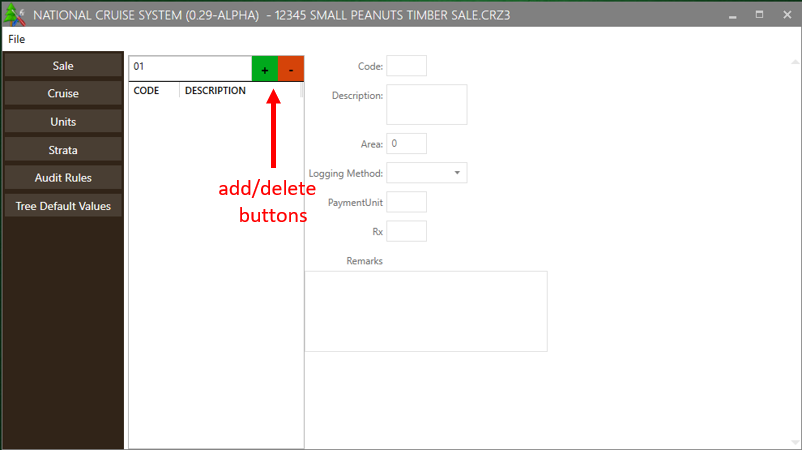 NATIONAL CRUISE SYSTEM (0.29-ALPHA) - 12345 SMALL PEANUTS TIMBER SALE.CRZ3
File
Sale
Cruise
Units
Strata
Audit Rules
Tree Default Values
01 + -
CODE DESCRIPTION
add/delete
buttons
Code:
Description:
Area: 0
Logging Method:
PaymentUnit
Rx
Remarks